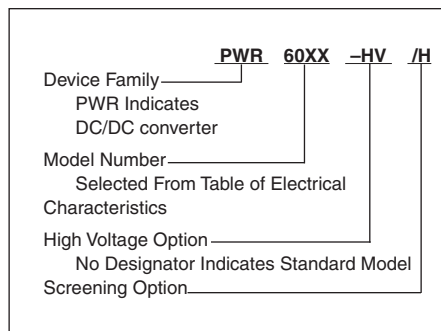 PWR 60XX –HV /H
Device Family
PWR Indicates
DC/DC converter
Model Number
Selected From Table of Electrical
Characteristics
High Voltage Option
No Designator Indicates Standard Model
Screening Option